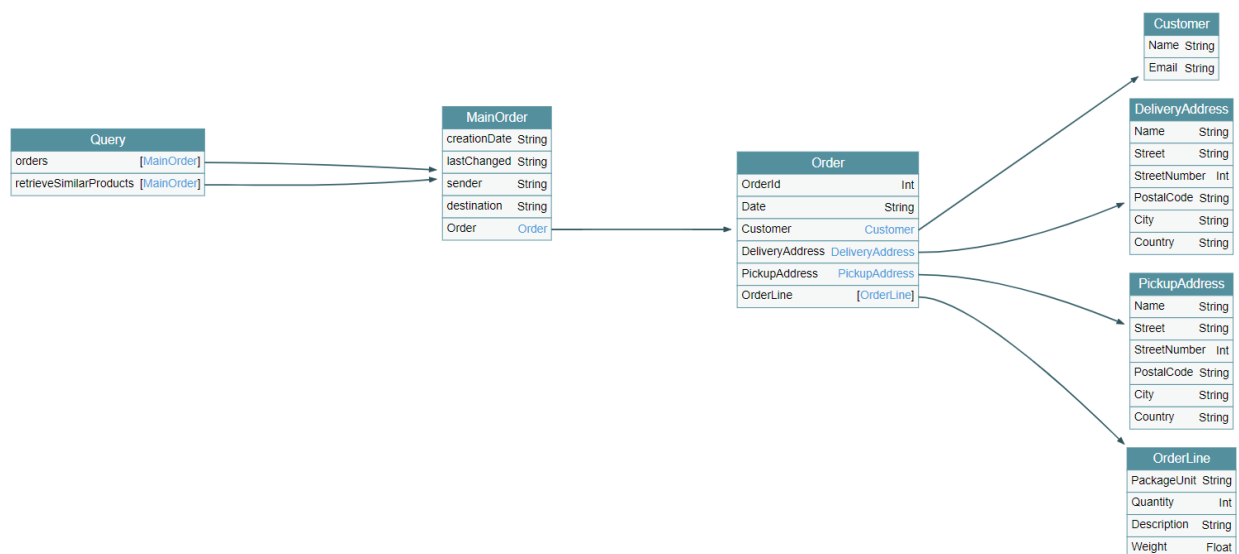 Query
orders [MainOrder]
retrieveSimilarProducts [MainOrder]
MainOrder
creationDate String
lastChanged String
sender String
destination String
Order Order
Order
OrderId Int
Date String
Customer Customer
DeliveryAddress DeliveryAddress
PickupAddress PickupAddress
OrderLine [OrderLine]
Customer
Name String
Email String
DeliveryAddress
Name String
Street String
StreetNumber Int
PostalCode String
City String
Country String
PickupAddress
Name String
Street String
StreetNumber Int
PostalCode String
City String
Country String
OrderLine
PackageUnit String
Quantity Int
Description String
Weight Float